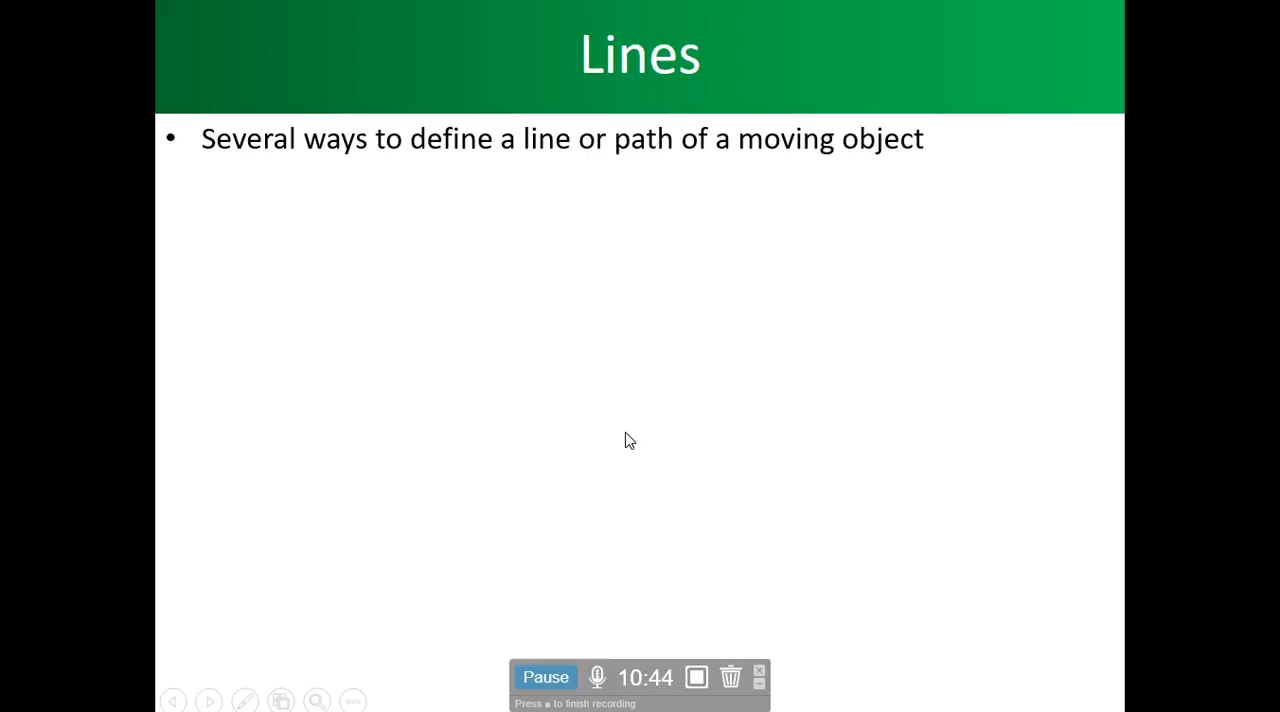 Lines
• Several ways to define a line or path of a moving object
Pause 10:44
Press ■ to finish recording